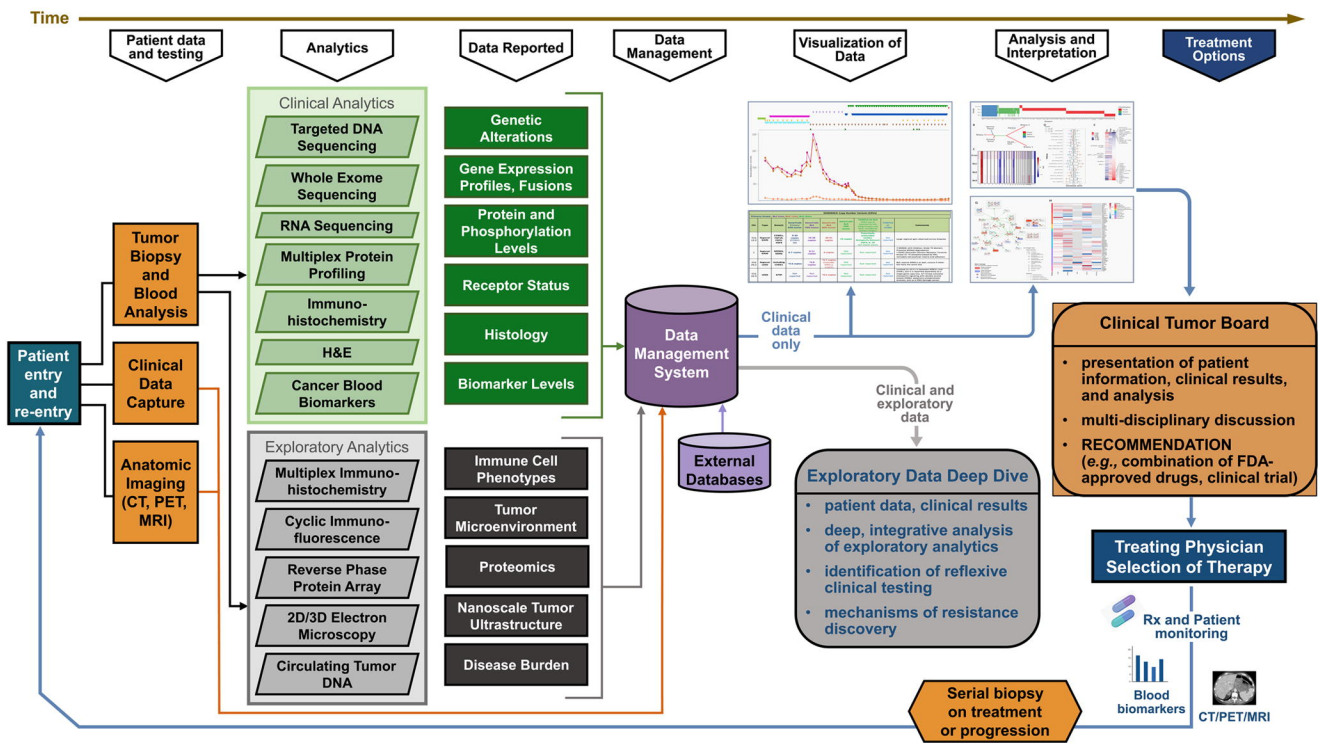 Time
Patient data
and testing
Analytics
Data Reported
Data
Management
Visualization of
Data
Analysis and
Interpretation
Treatment
Options
Patient
entry
and
re-entry
Tumor
Biopsy
and
Blood
Analysis
Clinical
Data
Capture
Anatomic
Imaging
(CT, PET,
MRI)
Clinical Analytics
Targeted DNA
Sequencing
Whole Exome
Sequencing
RNA Sequencing
Multiplex Protein
Profiling
Immuno-
histochemistry
H&E
Cancer Blood
Biomarkers
Exploratory Analytics
Multiplex Immuno-
histochemistry
Cyclic Immuno-
fluorescence
Reverse Phase
Protein Array
2D/3D Electron
Microscopy
Circulating Tumor
DNA
Genetic
Alterations
Gene Expression
Profiles, Fusions
Protein and
Phosphorylation
Levels
Receptor Status
Histology
Biomarker Levels
Immune Cell
Phenotypes
Tumor
Microenvironment
Proteomics
Nanoscale Tumor
Ultrastructure
Disease Burden
Data
Management
System
External
Databases
Clinical
data
only
Clinical and
exploratory
data
Exploratory Data Deep Dive
• patient data, clinical results
• deep, integrative analysis
of exploratory analytics
• identification of reflexive
clinical testing
• mechanisms of resistance
discovery
Clinical Tumor Board
• presentation of patient
information, clinical results,
and analysis
• multi-disciplinary discussion
• RECOMMENDATION
(e.g., combination of FDA-
approved drugs, clinical trial)
Treating Physician
Selection of Therapy
Rx and Patient
monitoring
Blood
biomarkers
CT/PET/MRI
Serial biopsy
on treatment
or progression